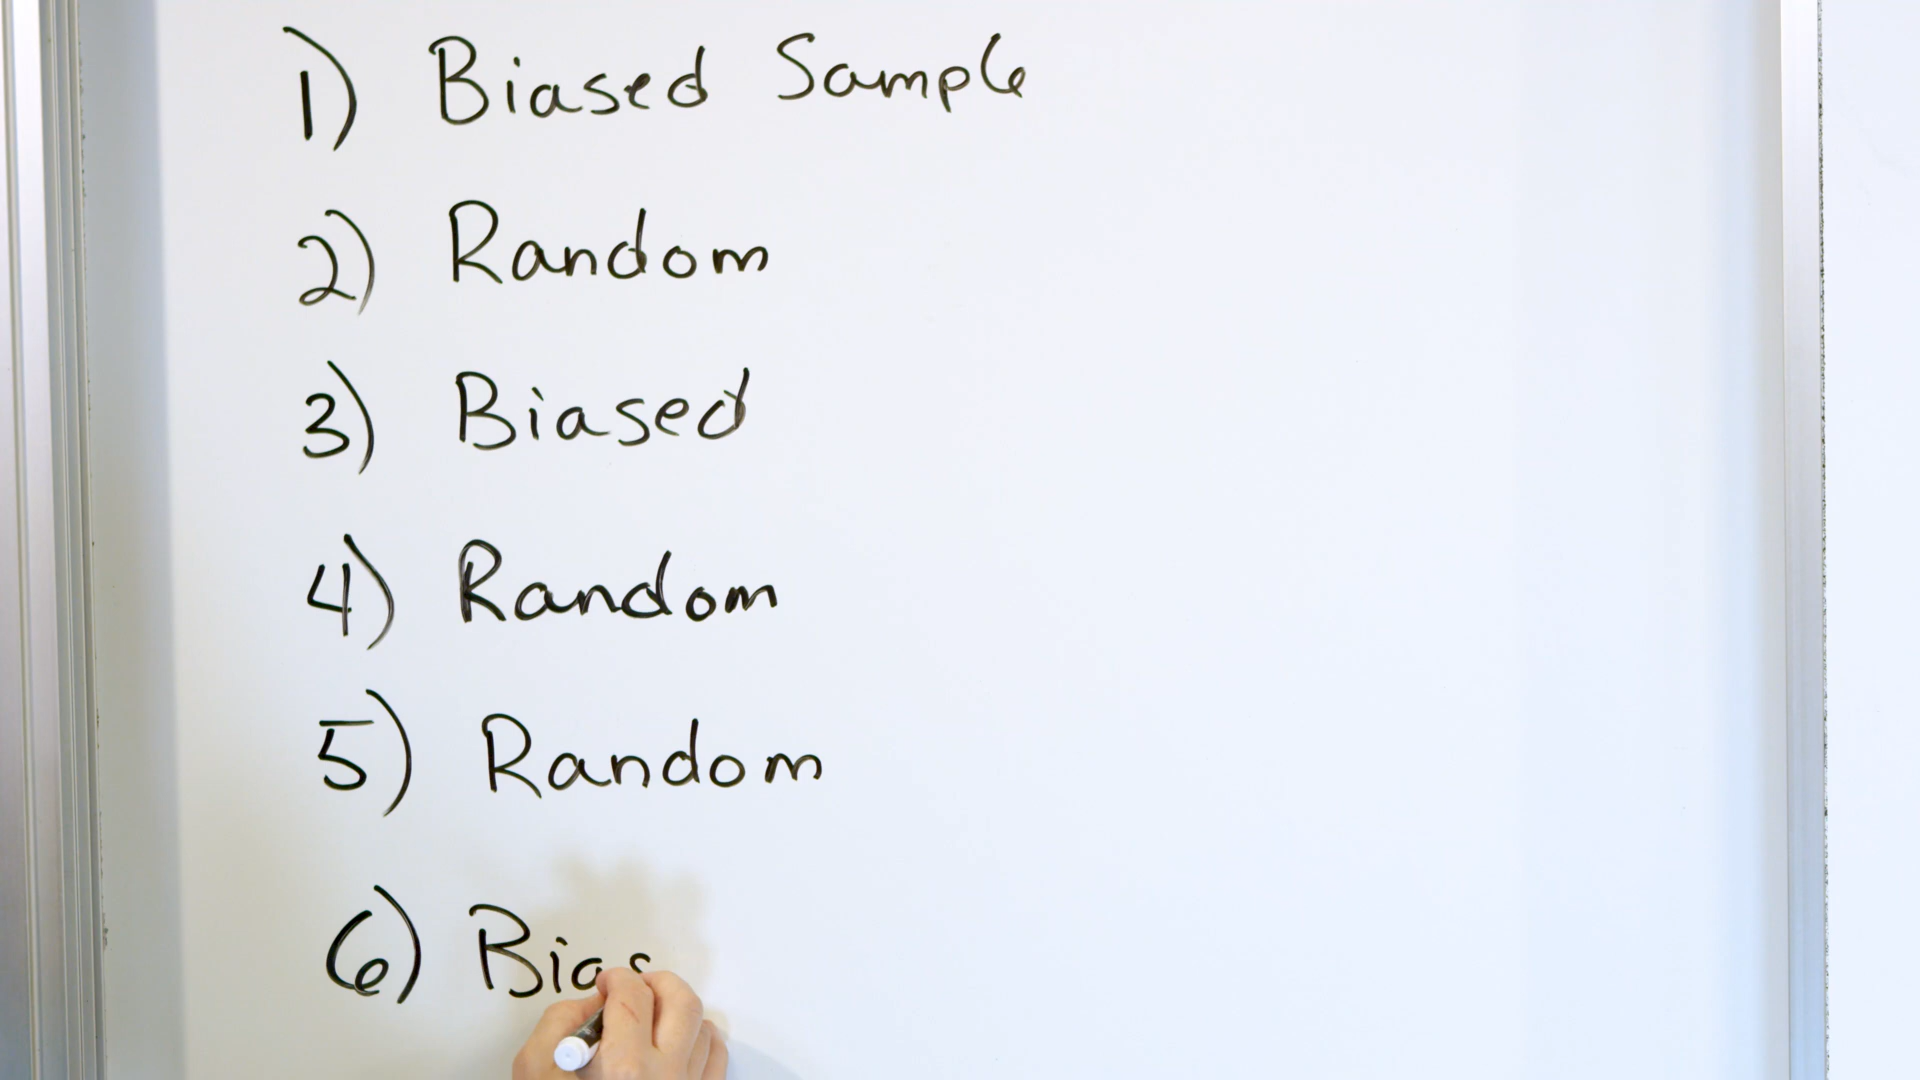 1) Biased Sample
2) Random
3) Biased
4) Random
5) Random
6) Bias